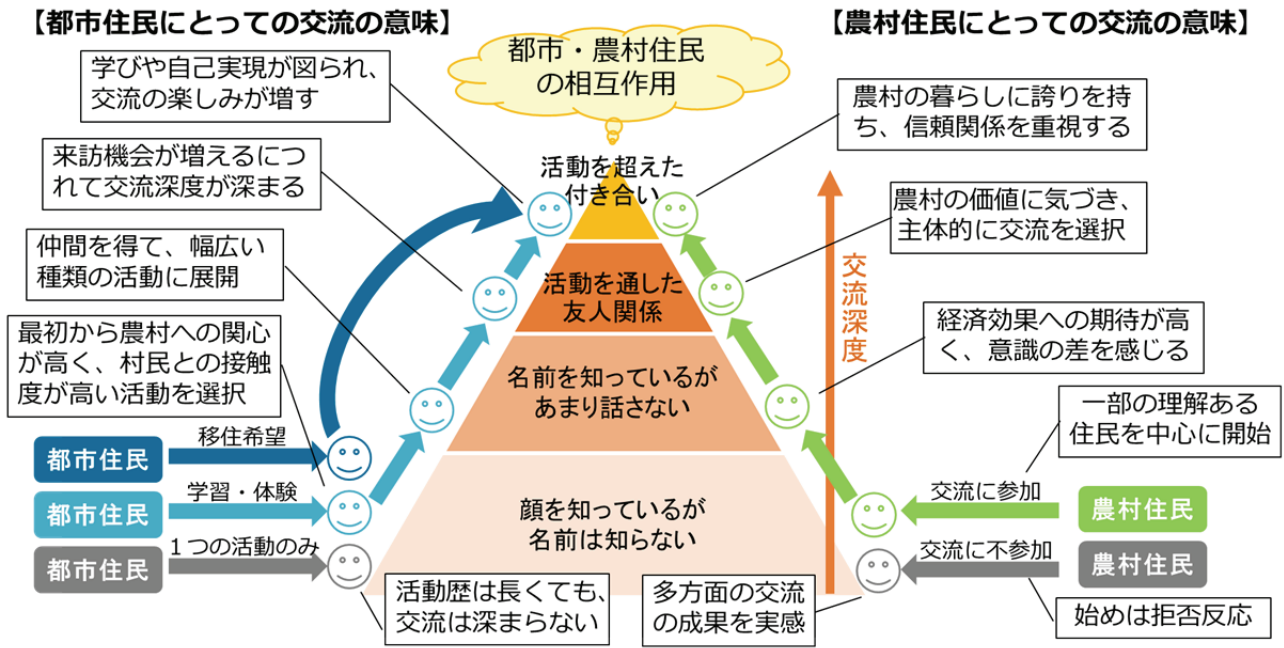 【都市住民にとっての交流の意味】
【農村住民にとっての交流の意味】
都市・農村住民
の相互作用
学びや自己実現が図られ、
交流の楽しみが増す
来訪機会が増えるにつ
れて交流深度が深まる
仲間を得て、幅広い
種類の活動に展開
最初から農村への関心
が高く、村民との接触
度が高い活動を選択
都市住民
移住希望
都市住民
学習・体験
都市住民
１つの活動のみ
活動歴は長くても、
交流は深まらない
活動を超えた
付き合い
活動を通した
友人関係
名前を知っているが
あまり話さない
顔を知っているが
名前は知らない
交流深度
農村の暮らしに誇りを持
ち、信頼関係を重視する
農村の価値に気づき、
主体的に交流を選択
経済効果への期待が高
く、意識の差を感じる
一部の理解ある
住民を中心に開始
交流に参加
農村住民
交流に不参加
農村住民
多方面の交流
の成果を実感
始めは拒否反応